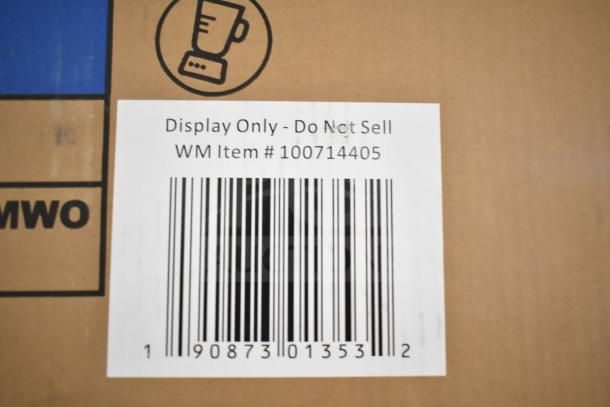 Display Only - Do Not Sell
WM Item # 100714405
MWO
1 90873 01353 2